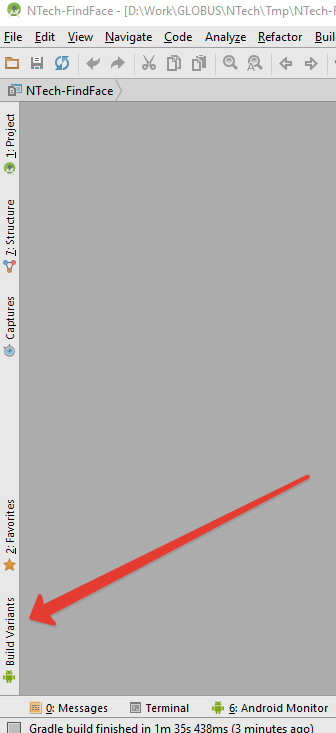 NTech-FindFace - [D:\Work\GLOBUS\NTech\Tmp\NTech-F
File Edit View Navigate Code Analyze Refactor Buil
NTech-FindFace
1: Project
7: Structure
Captures
2: Favorites
Build Variants
0: Messages Terminal 6: Android Monitor
Gradle build finished in 1m 35s 438ms (3 minutes ago)